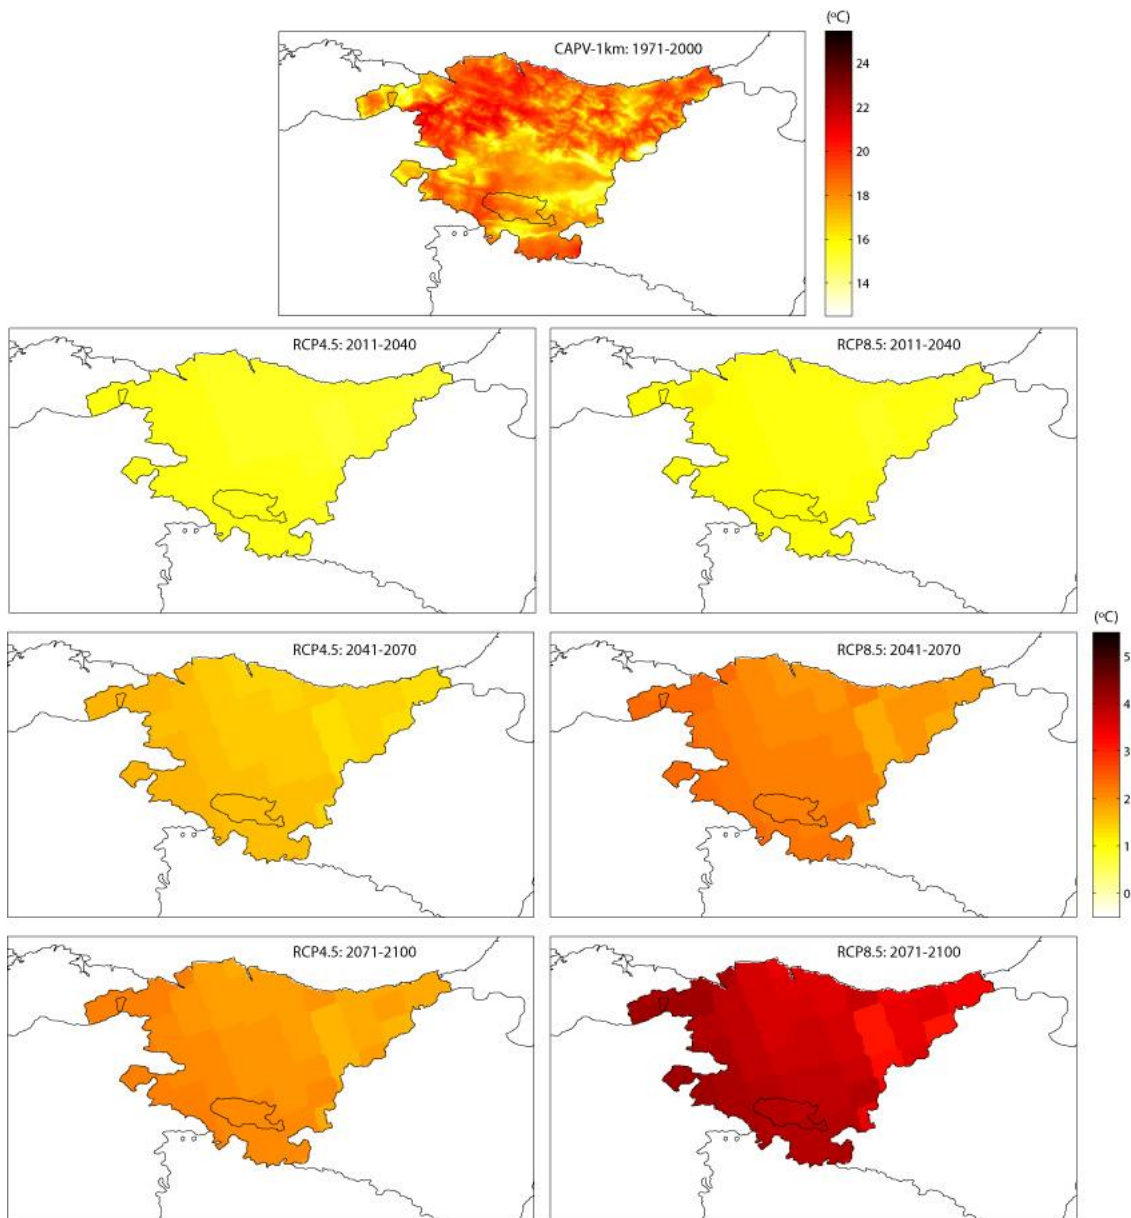 (ºC)
CAPV-1km: 1971-2000
24
22
20
18
16
14
RCP4.5: 2011-2040
RCP8.5: 2011-2040
RCP4.5: 2041-2070
RCP8.5: 2041-2070
(ºC)
5
4
3
2
1
0
RCP4.5: 2071-2100
RCP8.5: 2071-2100